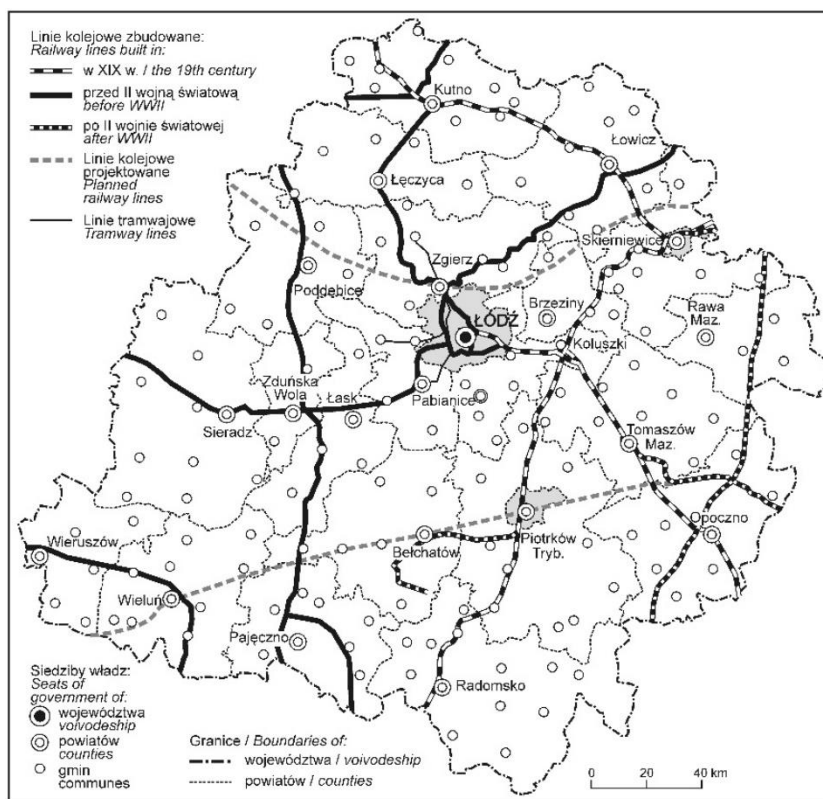 Linie kolejowe zbudowane:
Railway lines built in:
w XIX w. / the 19th century
przed II wojną światową
before WWII
po II wojnie światowej
after WWII
Linie kolejowe
projektowane
Planned
railway lines
Linie tramwajowe
Tramway lines
Kutno
Łowicz
Łęczyca
Skierniewice
Zgierz
Poddębice
Brzeziny
Rawa
Maz.
ŁÓDŹ
Koluszki
Zduńska
Wola
Łask
Pabianice
Sieradz
Tomaszów
Maz.
Wieruszów
Bełchatów
Piotrków
Tryb.
Opoczno
Wieluń
Pajęczno
Radomsko
Siedziby władz:
Seats of
government of:
województwa
voivodeship
powiatów
counties
gmin
communes
Granice / Boundaries of:
województwa / voivodeship
powiatów / counties
0 20 40 km